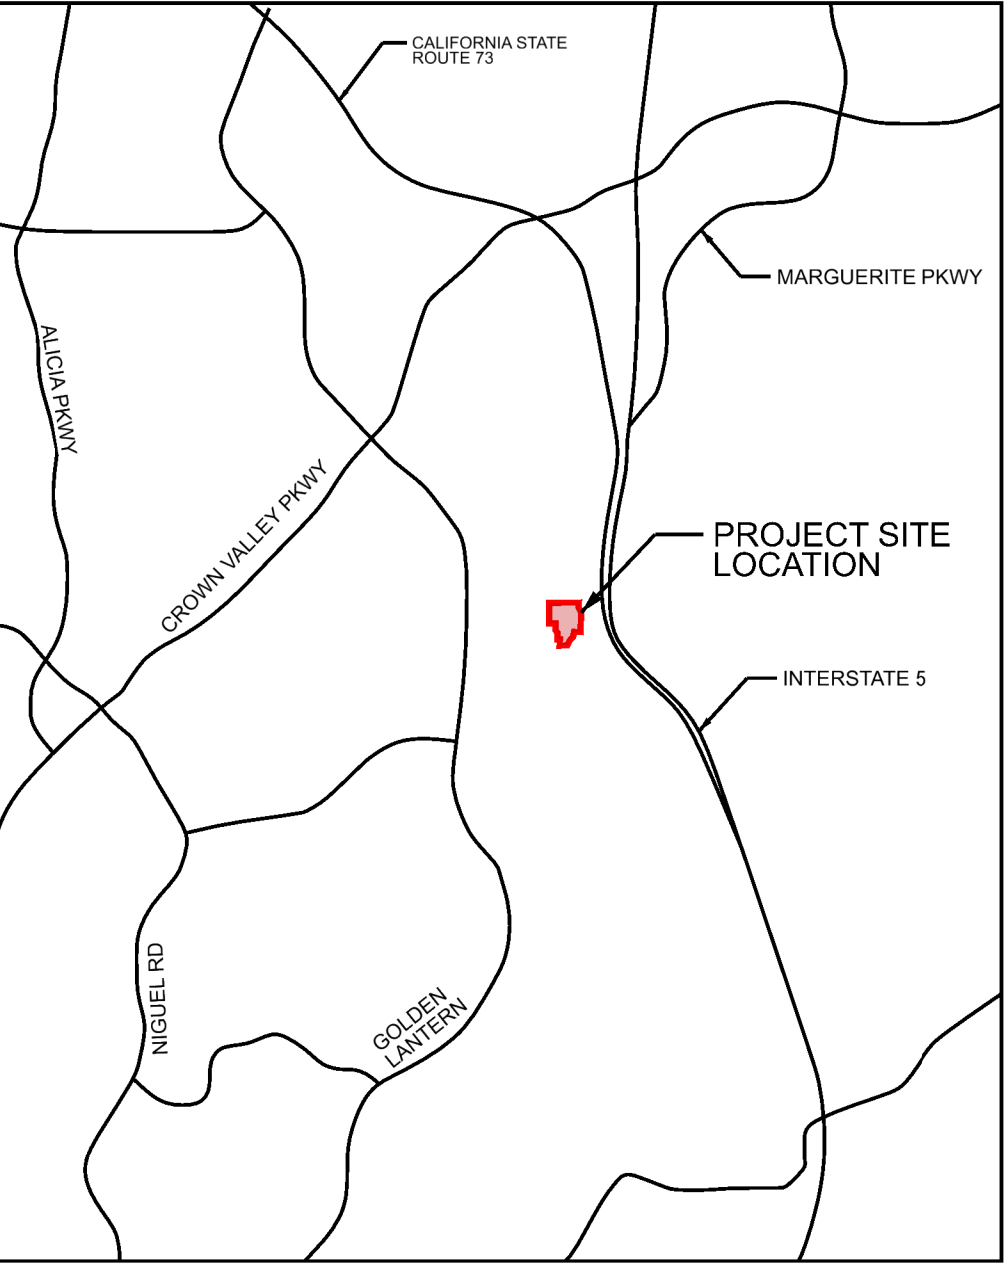 CALIFORNIA STATE
ROUTE 73
MARGUERITE PKWY
ALICIA PKWY
CROWN VALLEY PKWY
PROJECT SITE
LOCATION
INTERSTATE 5
NIGUEL RD
GOLDEN
LANTERN